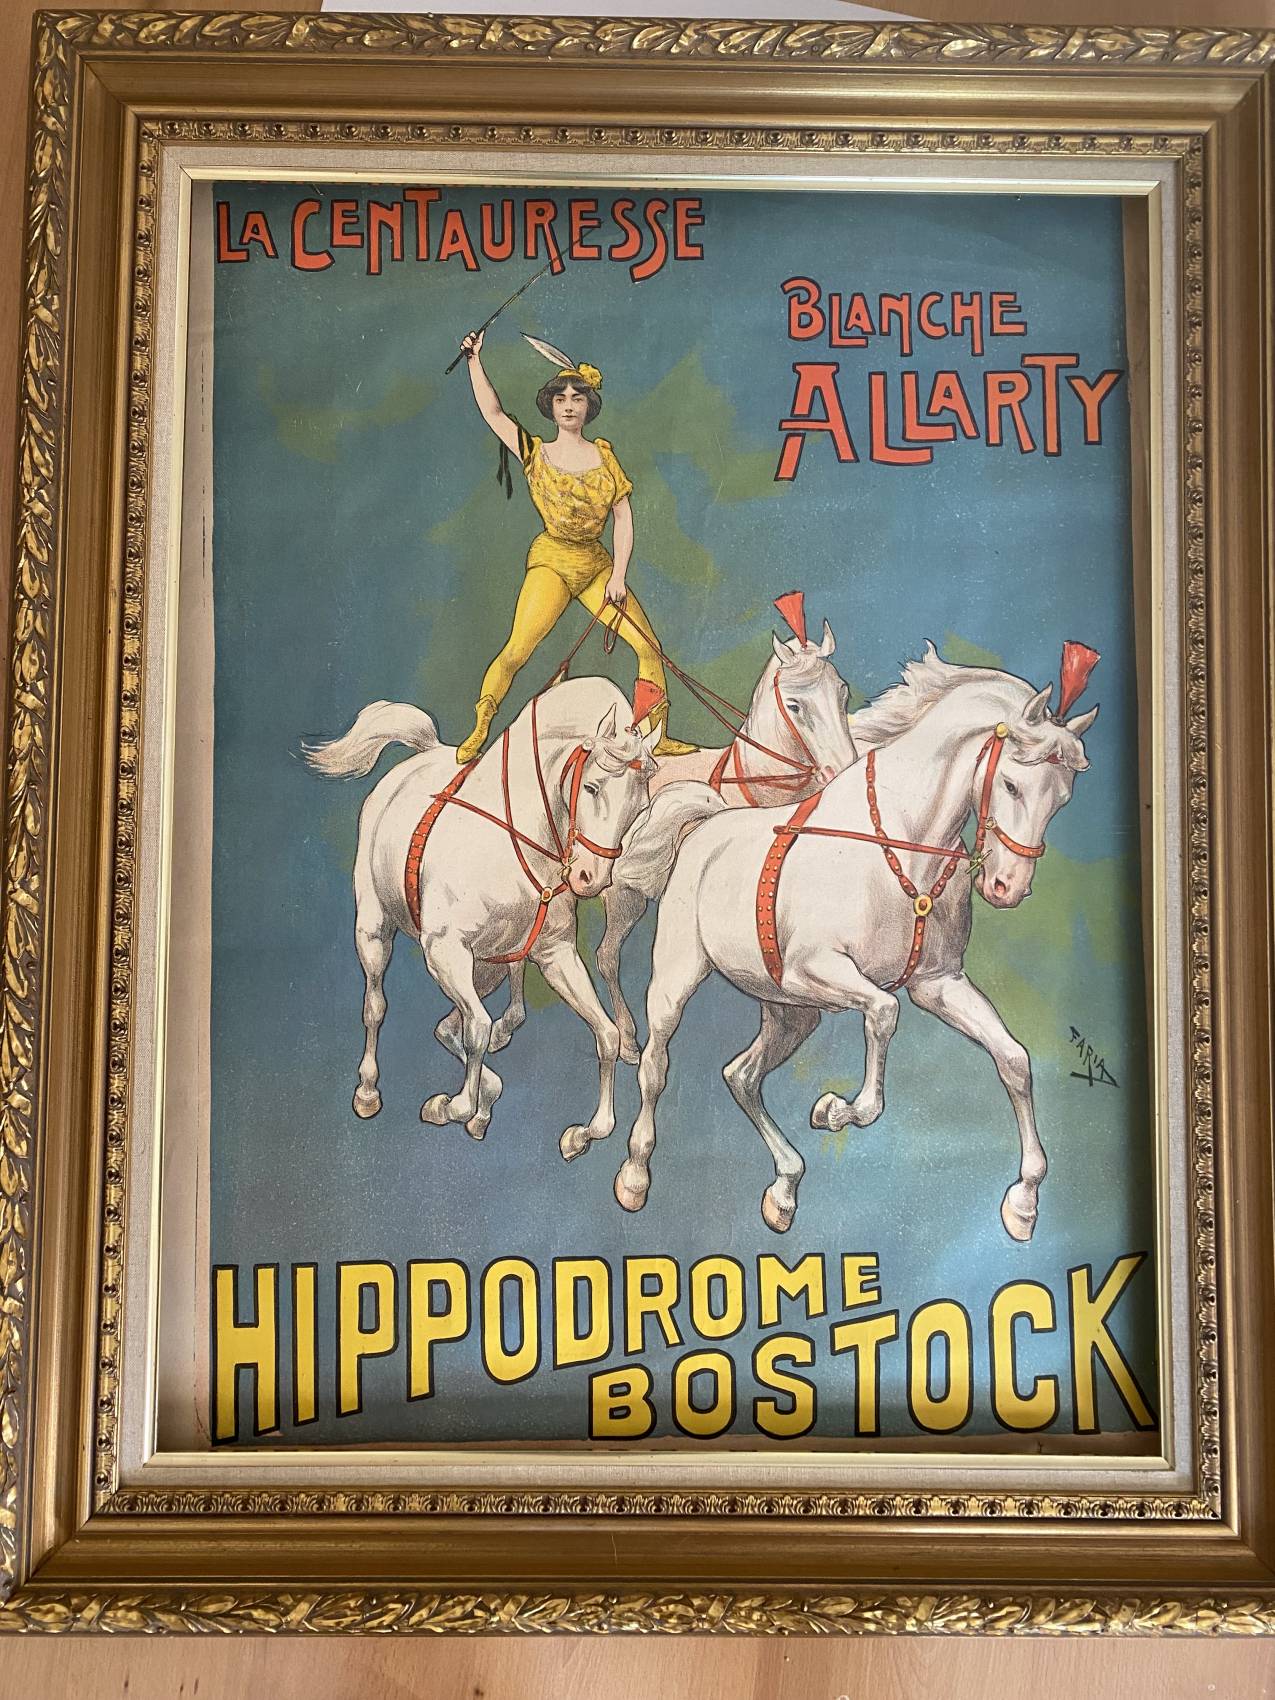 LA CENTAURESSE
BLANCHE
ALLARTY
FARIA
HIPPODROME
BOSTOCK